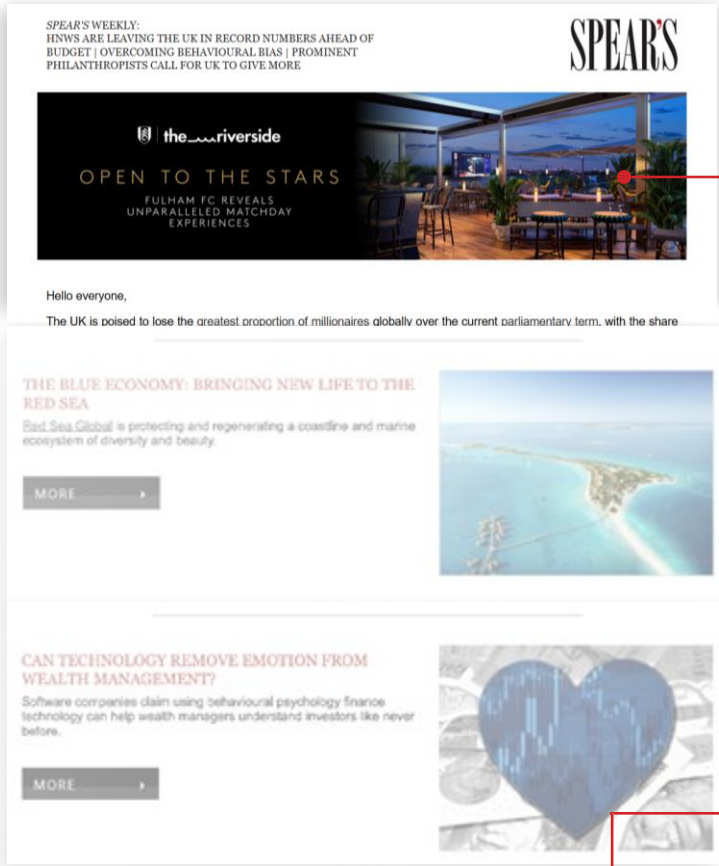 SPEAR'S WEEKLY:
HNWS ARE LEAVING THE UK IN RECORD NUMBERS AHEAD OF
BUDGET | OVERCOMING BEHAVIOURAL BIAS | PROMINENT
PHILANTHROPISTS CALL FOR UK TO GIVE MORE
SPEAR'S
the riverside
OPEN TO THE STARS
FULHAM FC REVEALS
UNPARALLELED MATCHDAY
EXPERIENCES
Hello everyone,
The UK is poised to lose the greatest proportion of millionaires globally over the current parliamentary term, with the share
THE BLUE ECONOMY: BRINGING NEW LIFE TO THE
RED SEA
Red Sea Global is protecting and regenerating a coastline and marine
ecosystem of diversity and beauty.
MORE
CAN TECHNOLOGY REMOVE EMOTION FROM
WEALTH MANAGEMENT?
Software companies claim using behavioural psychology finance
technology can help wealth managers understand investors like never
before.
MORE